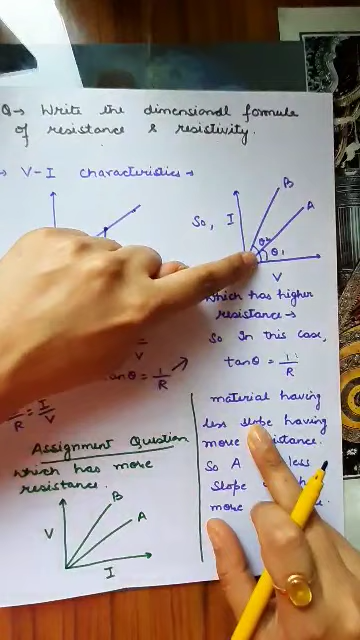 Q→ Write the dimensional formula
of resistance & resistivity.
→ V-I characteristics →
So, I
B
A
θ2
θ1
V
which has higher
resistance →
So In this case,
tanθ = 1/R
= 
V
tanθ = 1/R
1/R = I/V
material having
less slope having
more resistance.
So A less
Slope
more
Assignment Question
which has more
resistance.
B
V
A
I